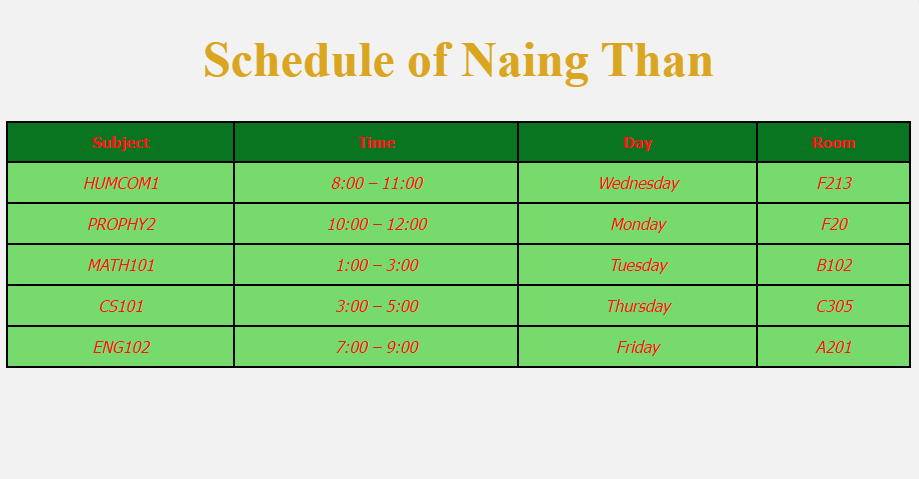 Schedule of Naing Than
Subject Time Day Room
HUMCOM1 8:00 – 11:00 Wednesday F213
PROPHY2 10:00 – 12:00 Monday F20
MATH101 1:00 – 3:00 Tuesday B102
CS101 3:00 – 5:00 Thursday C305
ENG102 7:00 – 9:00 Friday A201